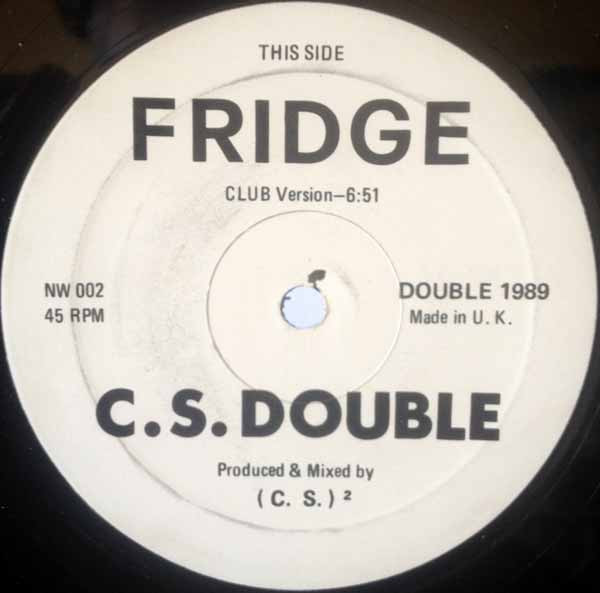 THIS SIDE
FRIDGE
CLUB Version–6:51
NW 002
45 RPM
DOUBLE 1989
Made in U. K.
C.S. DOUBLE
Produced & Mixed by
( C. S. ) ²